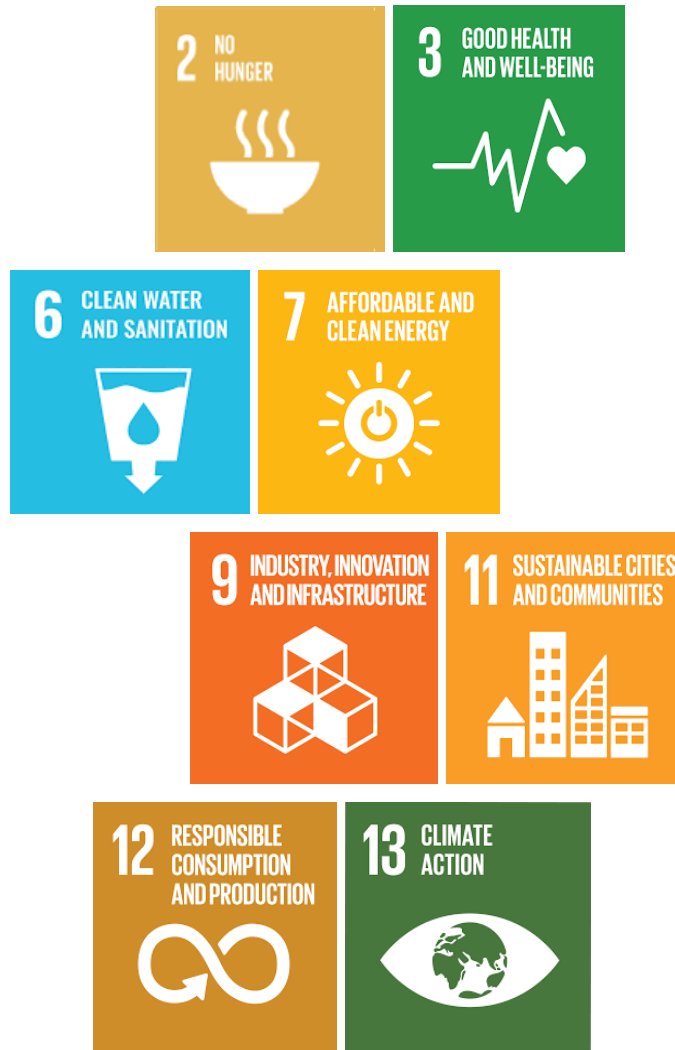 2 NO
HUNGER
3 GOOD HEALTH
AND WELL-BEING
6 CLEAN WATER
AND SANITATION
7 AFFORDABLE AND
CLEAN ENERGY
9 INDUSTRY, INNOVATION
AND INFRASTRUCTURE
11 SUSTAINABLE CITIES
AND COMMUNITIES
12 RESPONSIBLE
CONSUMPTION
AND PRODUCTION
13 CLIMATE
ACTION